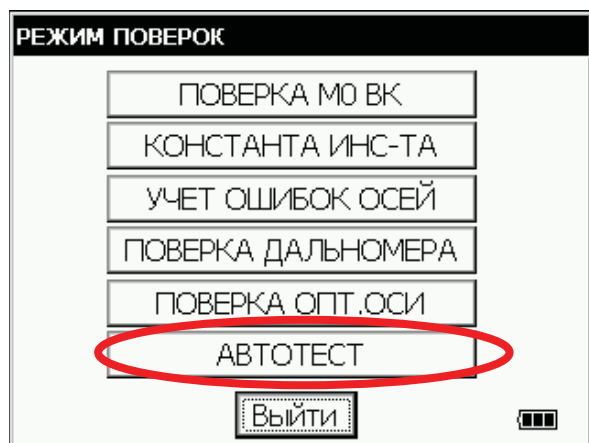 РЕЖИМ ПОВЕРОК
ПОВЕРКА М0 ВК
КОНСТАНТА ИНС-ТА
УЧЕТ ОШИБОК ОСЕЙ
ПОВЕРКА ДАЛЬНОМЕРА
ПОВЕРКА ОПТ.ОСИ
АВТОТЕСТ
Выйти